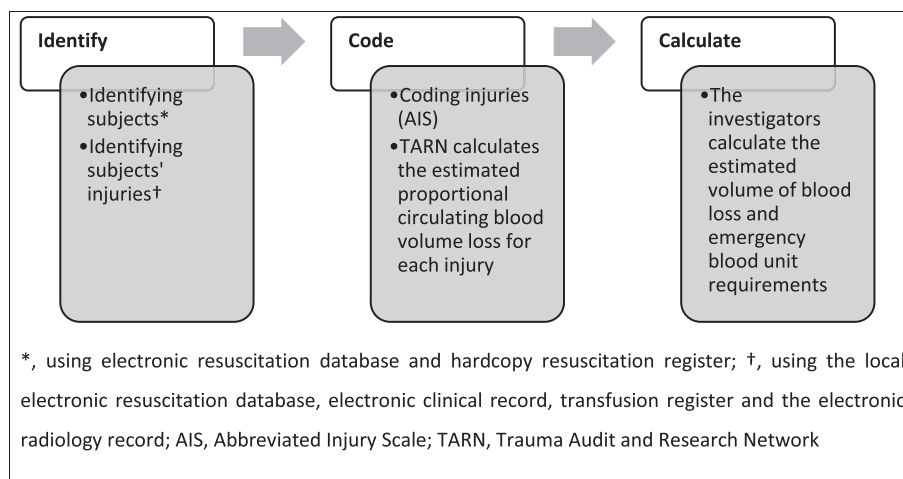 Identify
•Identifying
subjects*
•Identifying
subjects'
injuries†
Code
•Coding injuries
(AIS)
•TARN calculates
the estimated
proportional
circulating blood
volume loss for
each injury
Calculate
•The
investigators
calculate the
estimated
volume of blood
loss and
emergency
blood unit
requirements
*, using electronic resuscitation database and hardcopy resuscitation register; †, using the local
electronic resuscitation database, electronic clinical record, transfusion register and the electronic
radiology record; AIS, Abbreviated Injury Scale; TARN, Trauma Audit and Research Network